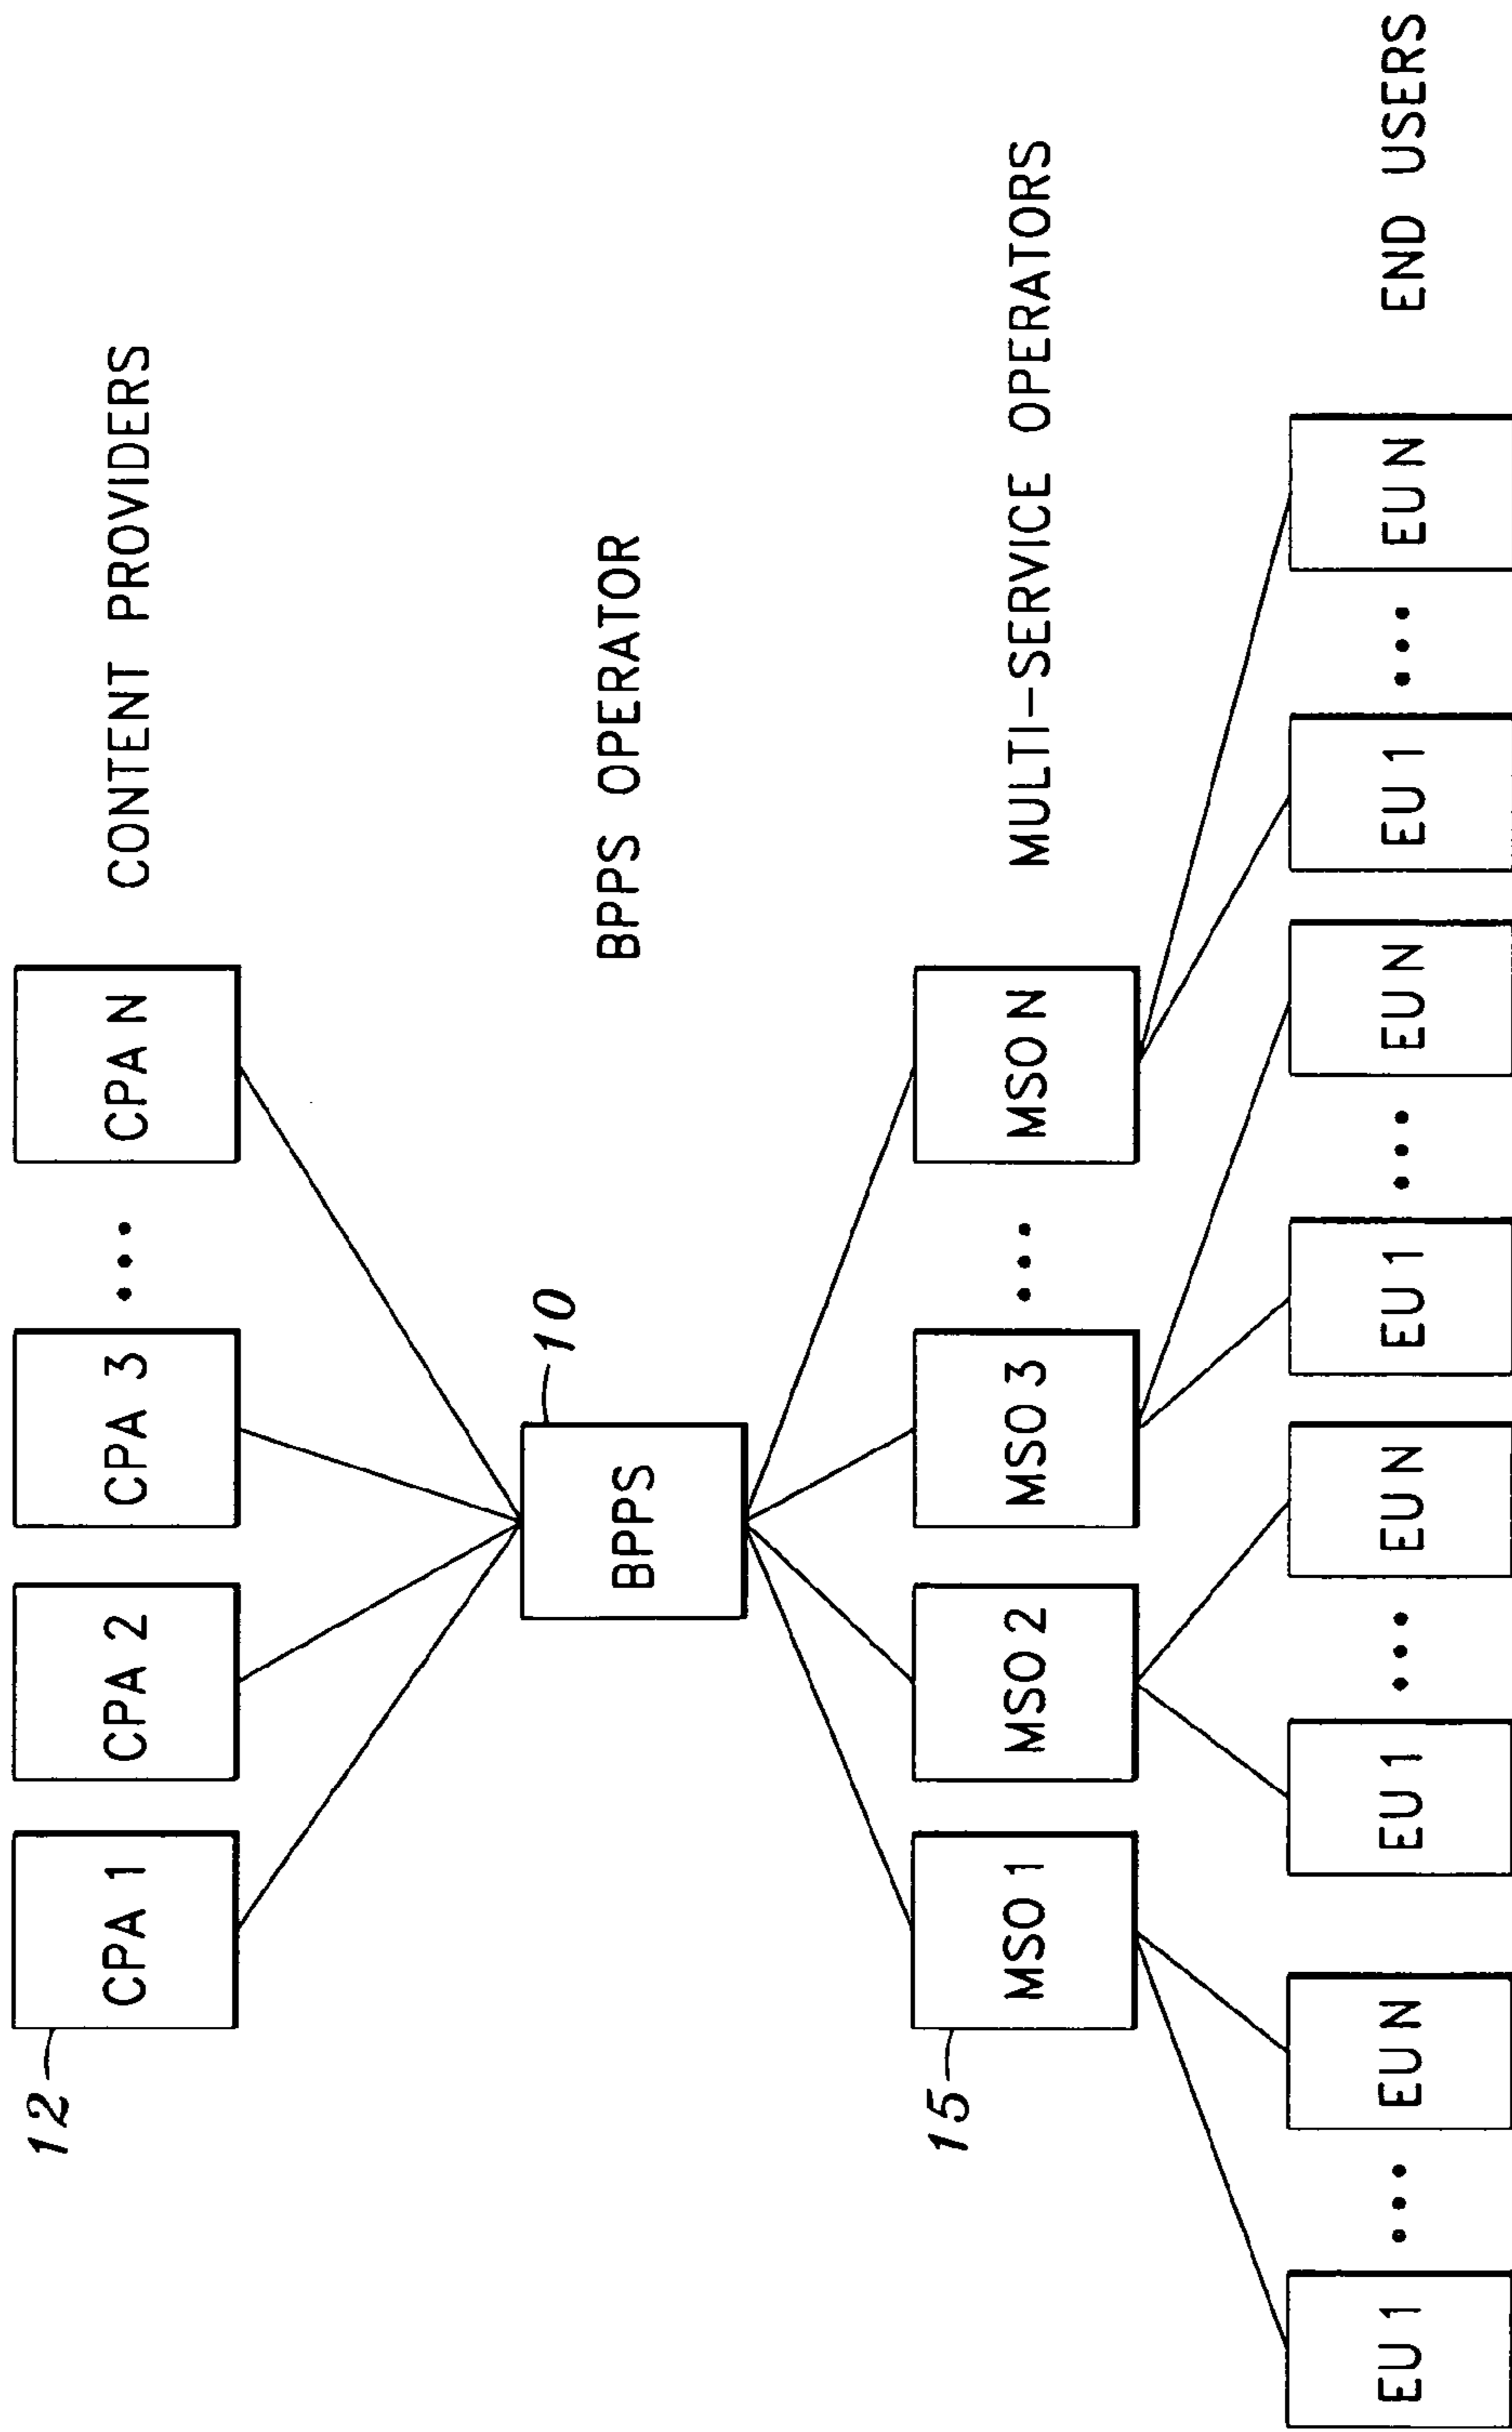 12
CPA 1
CPA 2
CPA 3
...
CPA N
CONTENT PROVIDERS
10
BPPS
BPPS OPERATOR
15
MSO 1
MSO 2
MSO 3
...
MSO N
MULTI-SERVICE OPERATORS
EU 1
...
EU N
EU 1
...
EU N
EU 1
...
EU N
EU 1
...
EU N
END USERS